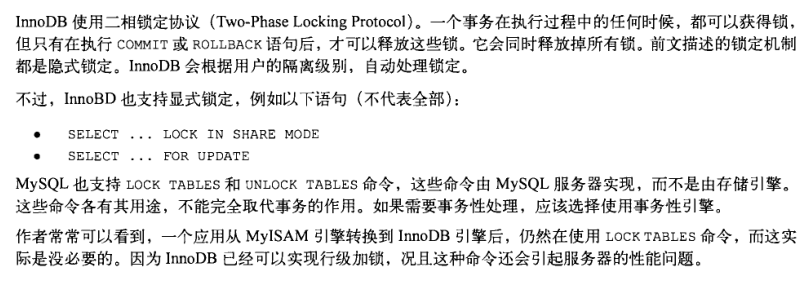 InnoDB 使用二相锁定协议（Two-Phase Locking Protocol）。一个事务在执行过程中的任何时候，都可以获得锁，
但只有在执行 COMMIT 或 ROLLBACK 语句后，才可以释放这些锁。它会同时释放掉所有锁。前文描述的锁定机制
都是隐式锁定。InnoDB 会根据用户的隔离级别，自动处理锁定。
不过，InnoBD 也支持显式锁定，例如以下语句（不代表全部）：
● SELECT ... LOCK IN SHARE MODE
● SELECT ... FOR UPDATE
MySQL 也支持 LOCK TABLES 和 UNLOCK TABLES 命令，这些命令由 MySQL 服务器实现，而不是由存储引擎。
这些命令各有其用途，不能完全取代事务的作用。如果需要事务性处理，应该选择使用事务性引擎。
作者常常可以看到，一个应用从 MyISAM 引擎转换到 InnoDB 引擎后，仍然在使用 LOCK TABLES 命令，而这实
际是没必要的。因为 InnoDB 已经可以实现行级加锁，况且这种命令还会引起服务器的性能问题。